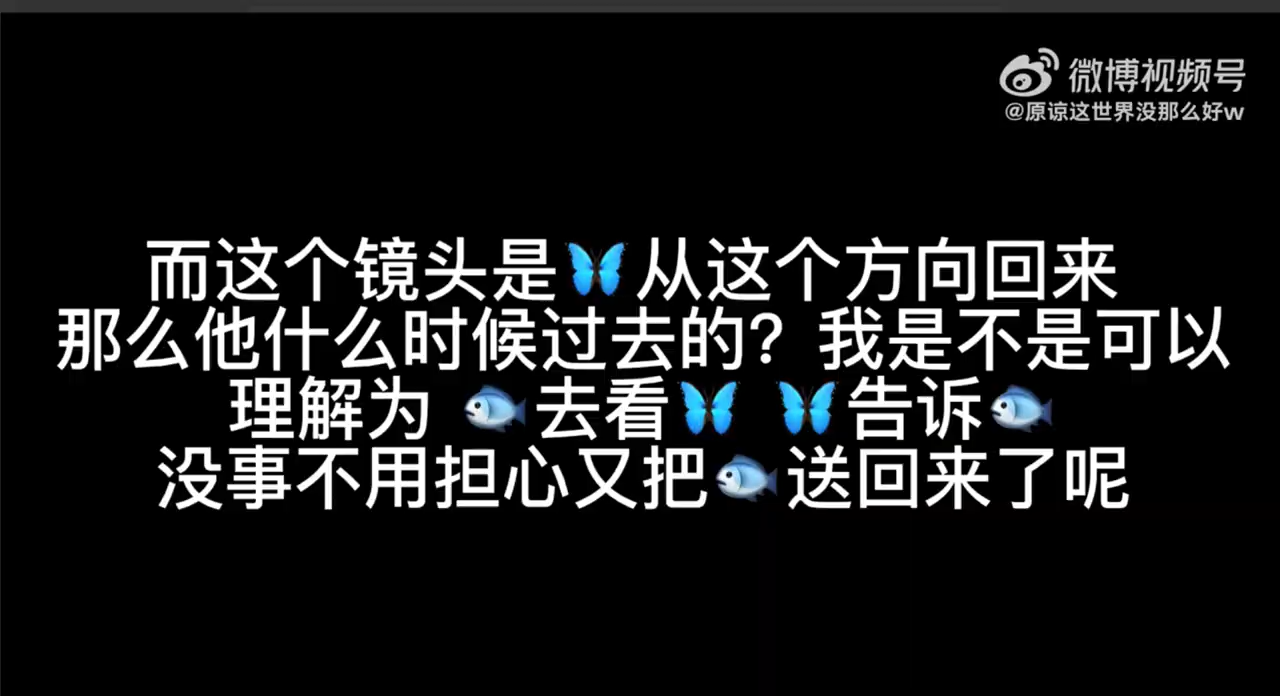 微博视频号
@原谅这世界没那么好w
而这个镜头是🦋从这个方向回来
那么他什么时候过去的？我是不是可以
理解为 🐟去看🦋 🦋告诉🐟
没事不用担心又把🐟送回来了呢